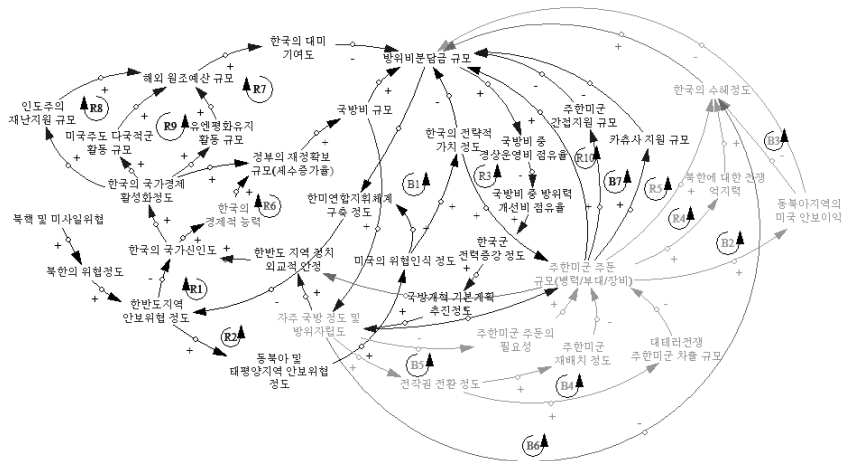 한국의 대미
기여도
방위비분담금 규모
해외 원조예산 규모
R7
인도주의
재난지원 규모
R8
R9
미국주도 다국적군
활동 규모
유엔평화유지
활동 규모
국방비 규모
한국의 전략적
가치 정도
국방비 중
경상운영비 점유율
주한미군
간접지원 규모
카츄사 지원 규모
한국의 수혜정도
B3
정부의 재정확보
규모(세수증가율)
한국의 국가경제
활성화정도
R6
한국의
경제적 능력
한미연합지휘체계
구축 정도
B1
R3
R10
B7
R5
R4
국방비 중 방위력
개선비 점유율
북한에 대한 전쟁
억지력
동북아지역의
미국 안보이익
북핵 및 미사일위협
한국의 국가신인도
한반도 지역 정치
외교적 안정
미국의 위협인식 정도
한국군
전력증강 정도
B2
주한미군 주둔
규모(병력/부대/장비)
북한의 위협정도
R1
한반도지역
안보위협 정도
국방개혁 기본계획
추진정도
자주 국방 정도 및
방위자립도
R2
동북아 및
태평양지역 안보위협
정도
주한미군 주둔의
필요성
주한미군
재배치 정도
대테러전쟁
주한미군 차출 규모
B5
전작권 전환 정도
B4
B6